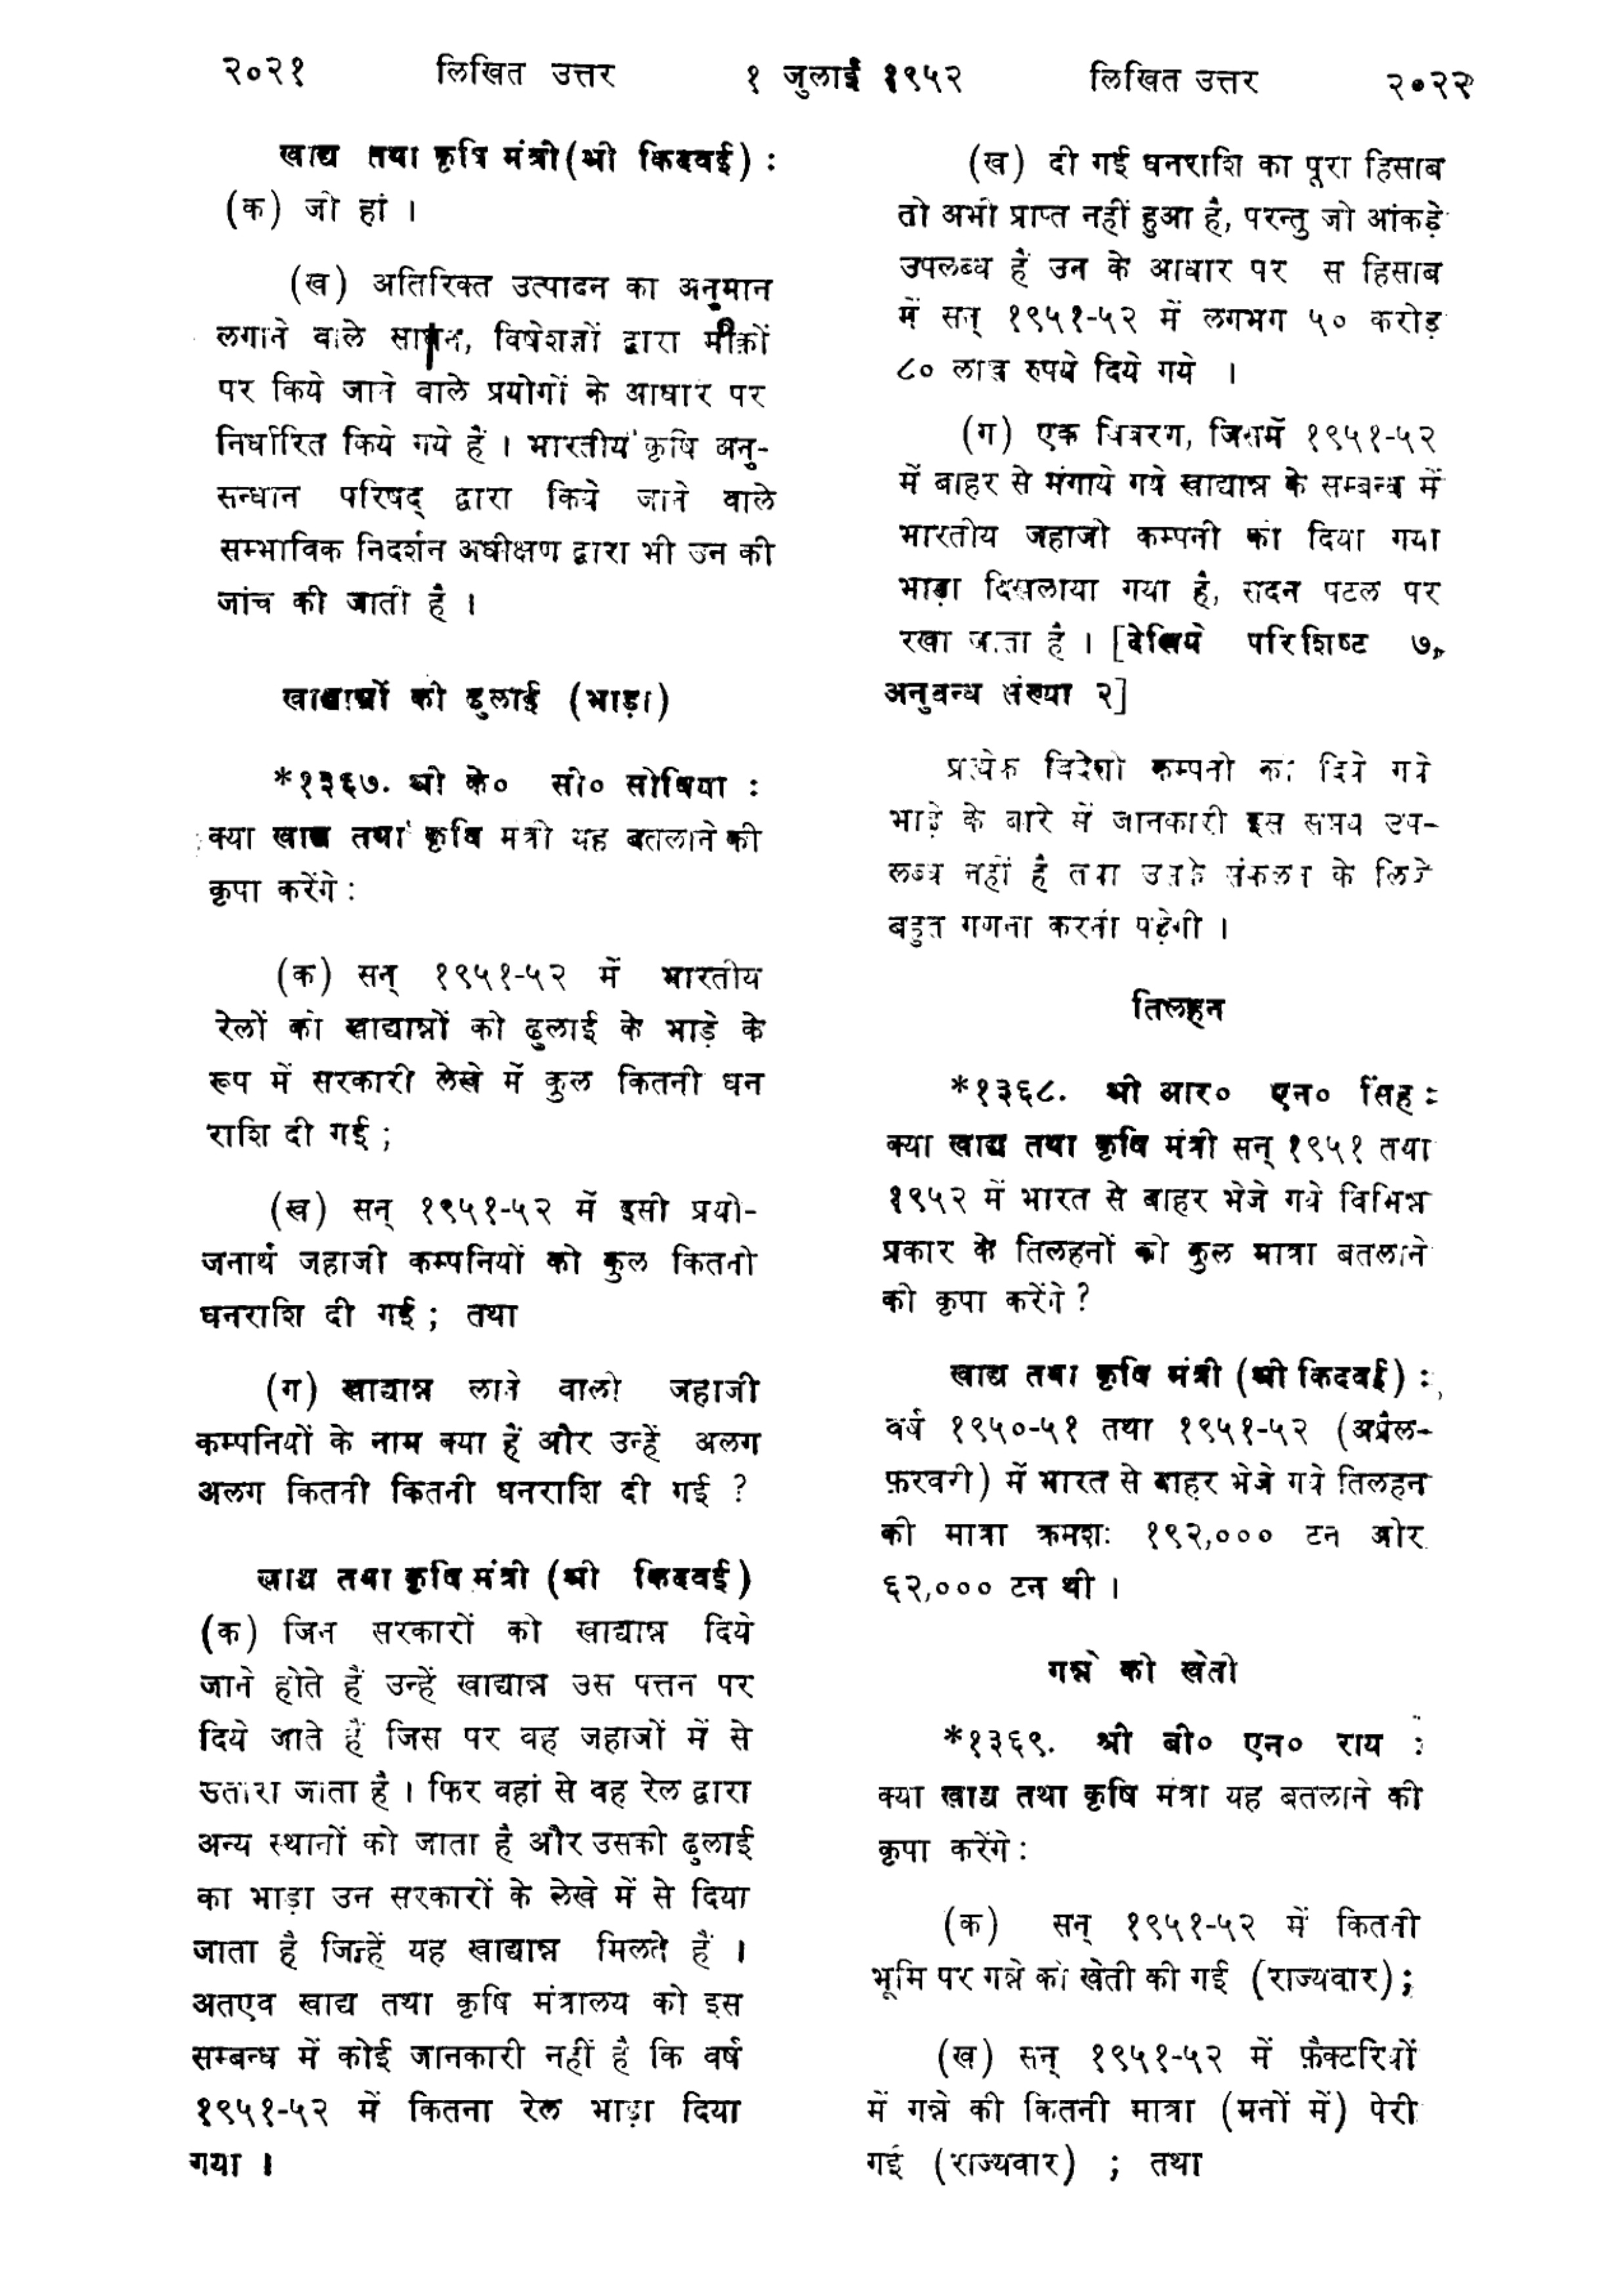 २०२१ लिखित उत्तर १ जुलाई १९५२ लिखित उत्तर २०२२
खाद्य तथा कृषि मंत्री (श्री किदवई) :
(क) जी हां ।
(ख) अतिरिक्त उत्पादन का अनुमान
लगाने वाले साधन, विषेशज्ञों द्वारा मौक़ों
पर किये जाने वाले प्रयोगों के आधार पर
निर्धारित किये गये हैं । भारतीय कृषि अनु-
सन्धान परिषद् द्वारा किये जाने वाले
सम्भाविक निदर्शन अधीक्षण द्वारा भी उन की
जांच की जाती है ।
खाद्यान्नों की ढुलाई (भाड़ा)
*१३६७. श्री के० सी० सोधिया :
क्या खाद्य तथा कृषि मंत्री यह बतलाने की
कृपा करेंगे :
(क) सन् १९५१-५२ में भारतीय
रेलों को खाद्यान्नों की ढुलाई के भाड़े के
रूप में सरकारी लेखे में कुल कितनी धन
राशि दी गई ;
(ख) सन् १९५१-५२ में इसी प्रयो-
जनार्थ जहाजी कम्पनियों को कुल कितनी
धनराशि दी गई ; तथा
(ग) खाद्यान्न लाने वाली जहाजी
कम्पनियों के नाम क्या हैं और उन्हें अलग
अलग कितनी कितनी धनराशि दी गई ?
खाद्य तथा कृषि मंत्री (श्री किदवई)
(क) जिन सरकारों को खाद्यान्न दिये
जाने होते हैं उन्हें खाद्यान्न उस पत्तन पर
दिये जाते हैं जिस पर वह जहाजों में से
उतारा जाता है । फिर वहां से वह रेल द्वारा
अन्य स्थानों को जाता है और उसकी ढुलाई
का भाड़ा उन सरकारों के लेखे में से दिया
जाता है जिन्हें यह खाद्यान्न मिलते हैं ।
अतएव खाद्य तथा कृषि मंत्रालय को इस
सम्बन्ध में कोई जानकारी नहीं है कि वर्ष
१९५१-५२ में कितना रेल भाड़ा दिया
गया ।
(ख) दी गई धनराशि का पूरा हिसाब
तो अभी प्राप्त नहीं हुआ है, परन्तु जो आंकड़े
उपलब्ध हैं उन के आधार पर स हिसाब
में सन् १९५१-५२ में लगभग ५० करोड़
८० लाख रुपये दिये गये ।
(ग) एक विवरण, जिसमें १९५१-५२
में बाहर से मंगाये गये खाद्यान्न के सम्बन्ध में
भारतीय जहाजी कम्पनी को दिया गया
भाड़ा दिखलाया गया है, सदन पटल पर
रखा जाता है । [देखिये परिशिष्ट ७,
अनुबन्ध संख्या २]
प्रत्येक विदेशी कम्पनी को दिये गये
भाड़े के बारे में जानकारी इस समय उप-
लब्ध नहीं है तथा उसके संकलन के लिये
बहुत गणना करनी पड़ेगी ।
तिलहन
*१३६८. श्री आर० एन० सिंह :
क्या खाद्य तथा कृषि मंत्री सन् १९५१ तथा
१९५२ में भारत से बाहर भेजे गये विभिन्न
प्रकार के तिलहनों की कुल मात्रा बतलाने
की कृपा करेंगे ?
खाद्य तथा कृषि मंत्री (श्री किदवई) :
वर्ष १९५०-५१ तथा १९५१-५२ (अप्रैल-
फ़रवरी) में भारत से बाहर भेजे गये तिलहन
की मात्रा क्रमशः १९२,००० टन और
६२,००० टन थी ।
गन्ने की खेती
*१३६९. श्री बी० एन० राय :
क्या खाद्य तथा कृषि मंत्री यह बतलाने की
कृपा करेंगे :
(क) सन् १९५१-५२ में कितनी
भूमि पर गन्ने की खेती की गई (राज्यवार) ;
(ख) सन् १९५१-५२ में फ़ैक्टरियों
में गन्ने की कितनी मात्रा (मनों में) पेरी
गई (राज्यवार) ; तथा